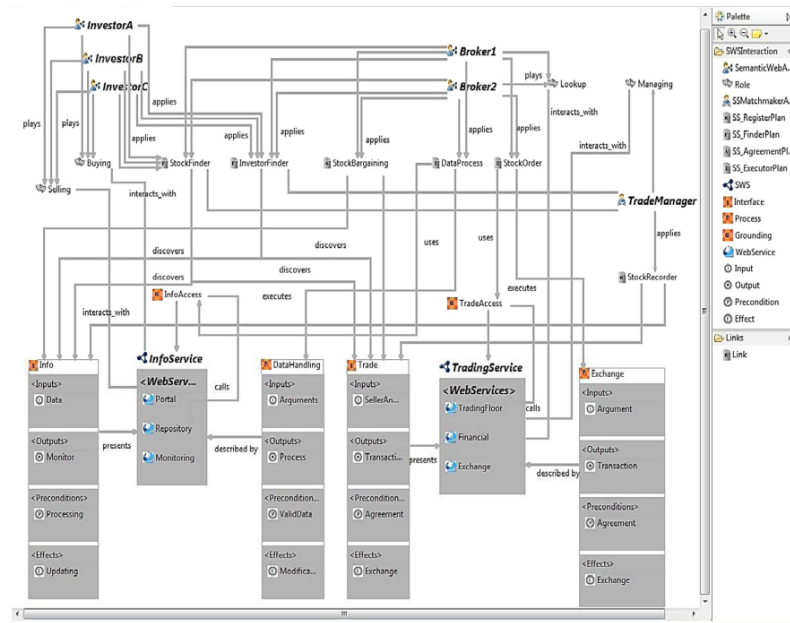 InvestorA
InvestorB
InvestorC
Broker1
Broker2
plays
Lookup
Managing
interacts_with
applies
applies
applies
applies
applies
applies
plays
plays
plays
interacts_with
Buying
StockFinder
InvestorFinder
StockBargaining
DataProcess
StockOrder
Selling
interacts_with
TradeManager
applies
discovers
uses
uses
discovers
discovers
StockRecorder
InfoAccess
executes
TradeAccess
executes
interacts_with
InfoService
TradingService
calls
calls
Info
<Inputs>
Data
<Outputs>
Monitor
<Preconditions>
Processing
<Effects>
Updating
presents
<WebServ...
Portal
Repository
Monitoring
described by
DataHandling
<Inputs>
Arguments
<Outputs>
Process
<Precondition...
ValidData
<Effects>
Modifica...
Trade
<Inputs>
SellerAn...
<Outputs>
Transacti...
<Precondition...
Agreement
<Effects>
Exchange
presents
<WebServices>
TradingFloor
Financial
Exchange
described by
Exchange
<Inputs>
Argument
<Outputs>
Transaction
<Preconditions>
Agreement
<Effects>
Exchange
Palette
SWSInteraction
SemanticWebA...
Role
SSMatchmakerA...
SS_RegisterPlan
SS_FinderPlan
SS_AgreementPl...
SS_ExecutorPlan
SWS
Interface
Process
Grounding
WebService
Input
Output
Precondition
Effect
Links
Link